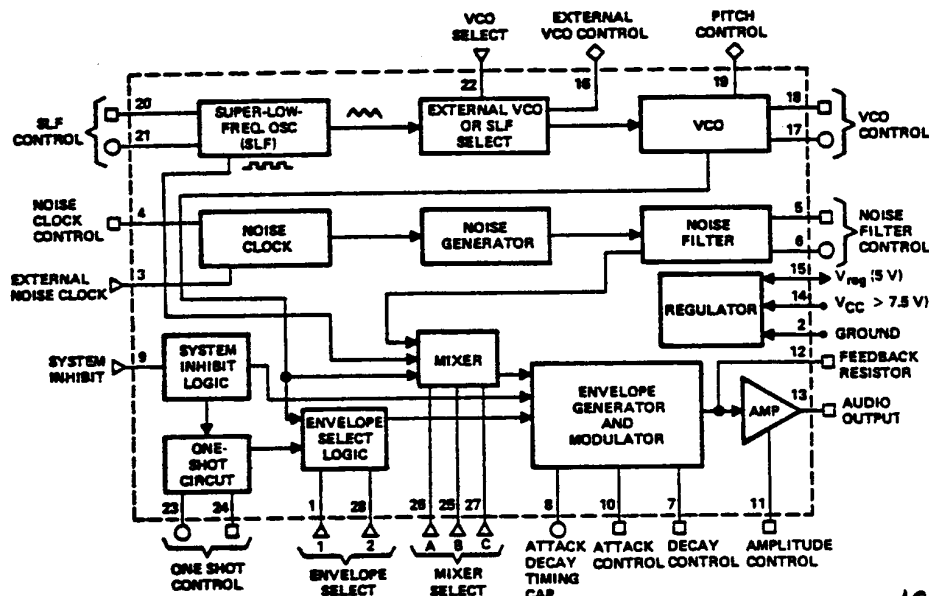 VCO
SELECT
EXTERNAL
VCO CONTROL
PITCH
CONTROL
22
16
19
SLF
CONTROL
20
21
SUPER-LOW-
FREQ. OSC
(SLF)
EXTERNAL VCO
OR SLF
SELECT
VCO
18
17
VCO
CONTROL
NOISE
CLOCK
CONTROL
4
NOISE
CLOCK
NOISE
GENERATOR
NOISE
FILTER
5
6
NOISE
FILTER
CONTROL
EXTERNAL
NOISE CLOCK
3
REGULATOR
15
Vreg (5 V)
14
VCC > 7.5 V)
2
GROUND
SYSTEM
INHIBIT
9
SYSTEM
INHIBIT
LOGIC
MIXER
12
FEEDBACK
RESISTOR
ENVELOPE
GENERATOR
AND
MODULATOR
AMP
13
AUDIO
OUTPUT
ONE-
SHOT
CIRCUT
ENVELOPE
SELECT
LOGIC
23
24
1
28
26
25
27
8
10
7
11
1
2
A
B
C
ONE SHOT
CONTROL
ENVELOPE
SELECT
MIXER
SELECT
ATTACK
DECAY
TIMING
CAP
ATTACK
CONTROL
DECAY
CONTROL
AMPLITUDE
CONTROL